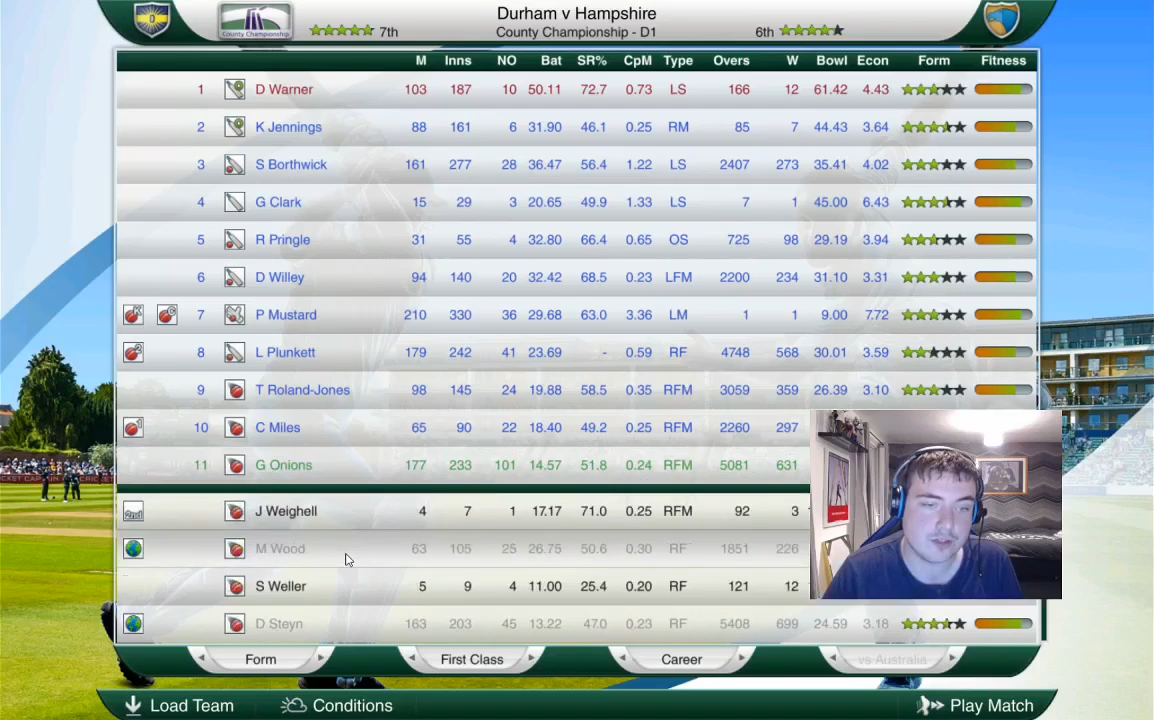 Durham v Hampshire
County Championship 7th County Championship - D1 6th
M Inns NO Bat SR% CpM Type Overs W Bowl Econ Form Fitness
1 D Warner 103 187 10 50.11 72.7 0.73 LS 166 12 61.42 4.43
2 K Jennings 88 161 6 31.90 46.1 0.25 RM 85 7 44.43 3.64
3 S Borthwick 161 277 28 36.47 56.4 1.22 LS 2407 273 35.41 4.02
4 G Clark 15 29 3 20.65 49.9 1.33 LS 7 1 45.00 6.43
5 R Pringle 31 55 4 32.80 66.4 0.65 OS 725 98 29.19 3.94
6 D Willey 94 140 20 32.42 68.5 0.23 LFM 2200 234 31.10 3.31
7 P Mustard 210 330 36 29.68 63.0 3.36 LM 1 1 9.00 7.72
8 L Plunkett 179 242 41 23.69 - 0.59 RF 4748 568 30.01 3.59
9 T Roland-Jones 98 145 24 19.88 58.5 0.35 RFM 3059 359 26.39 3.10
10 C Miles 65 90 22 18.40 49.2 0.25 RFM 2260 297
11 G Onions 177 233 101 14.57 51.8 0.24 RFM 5081 631
2nd J Weighell 4 7 1 17.17 71.0 0.25 RFM 92 3
M Wood 63 105 25 26.75 50.6 0.30 RF 1851 226
S Weller 5 9 4 11.00 25.4 0.20 RF 121 12
D Steyn 163 203 45 13.22 47.0 0.23 RF 5408 699 24.59 3.18
Form First Class Career vs Australia
Load Team Conditions Play Match